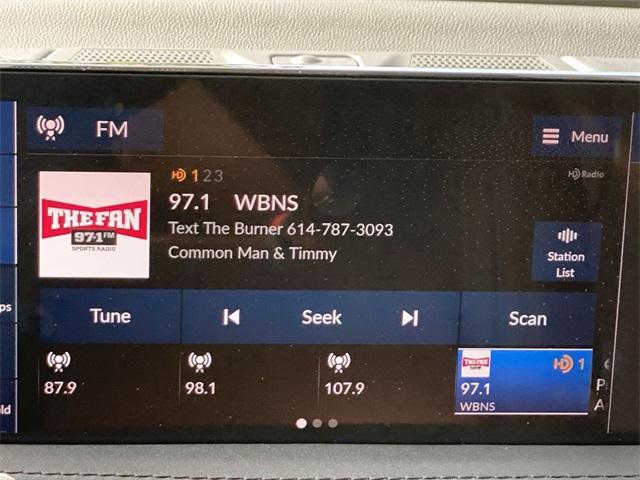 FM
Menu
HD 1 2 3
HD Radio
97.1 WBNS
THE FAN
97.1 FM
SPORTS RADIO
Text The Burner 614-787-3093
Common Man & Timmy
Station
List
ps
Tune
Seek
Scan
87.9
98.1
107.9
THE FAN
HD 1
97.1
WBNS
P
A
ld